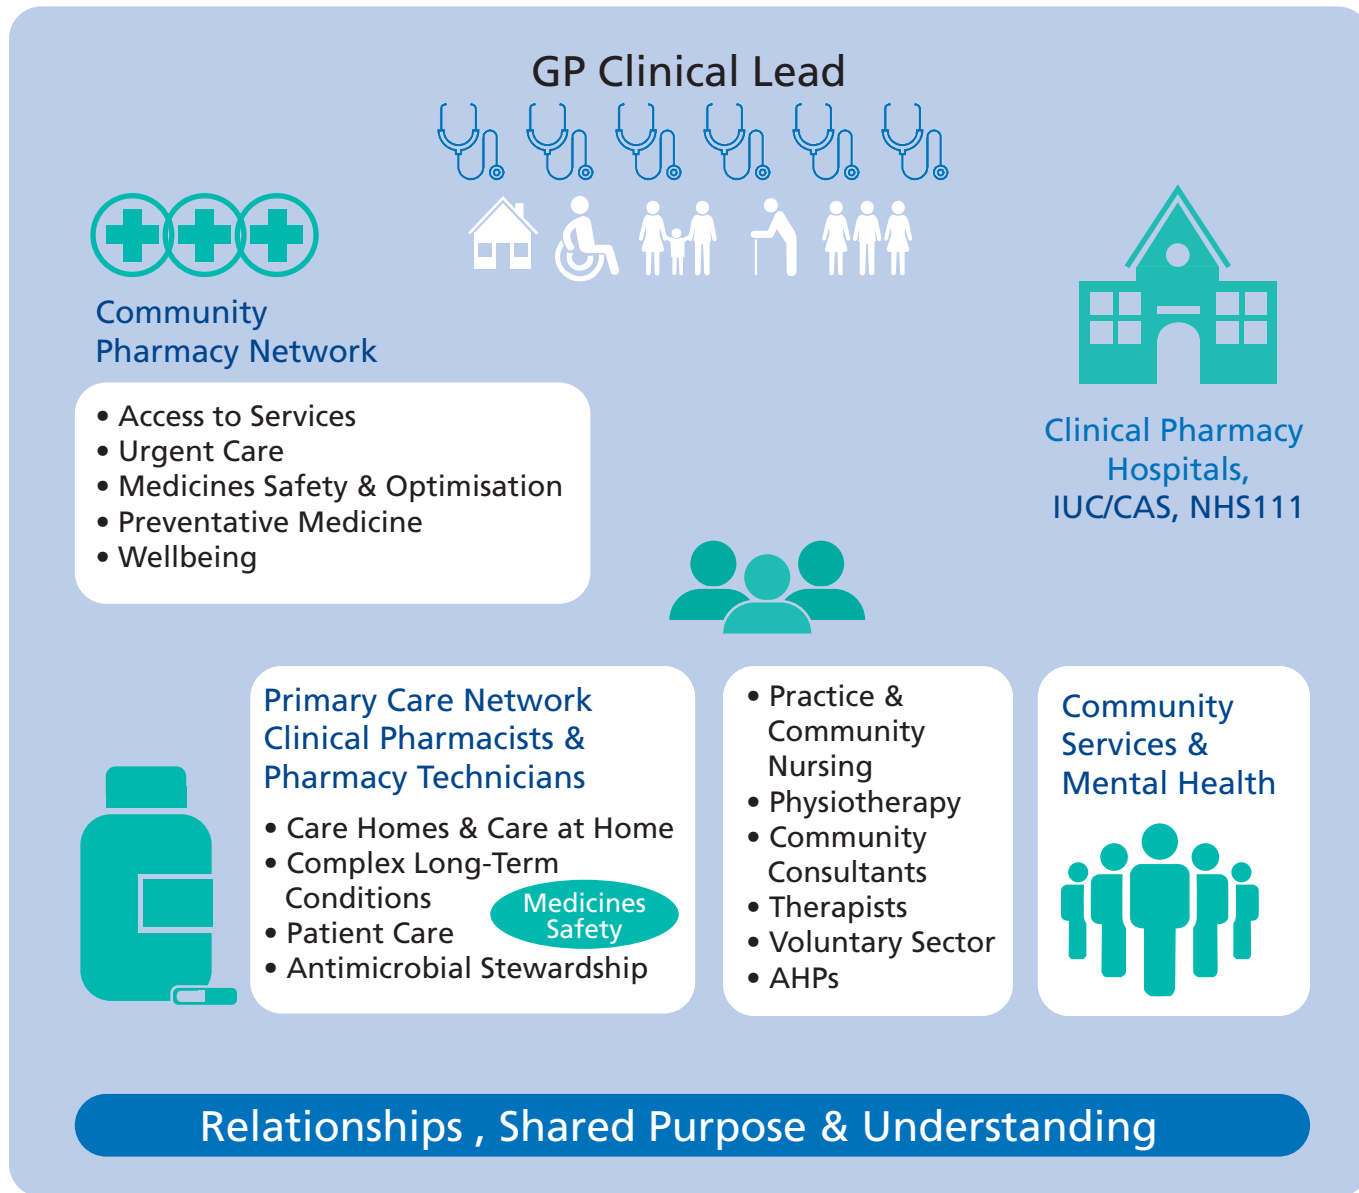 GP Clinical Lead
Community
Pharmacy Network
• Access to Services
• Urgent Care
• Medicines Safety & Optimisation
• Preventative Medicine
• Wellbeing
Clinical Pharmacy
Hospitals,
IUC/CAS, NHS111
Primary Care Network
Clinical Pharmacists &
Pharmacy Technicians
• Care Homes & Care at Home
• Complex Long-Term
Conditions
• Patient Care
• Antimicrobial Stewardship
Medicines
Safety
• Practice &
Community
Nursing
• Physiotherapy
• Community
Consultants
• Therapists
• Voluntary Sector
• AHPs
Community
Services &
Mental Health
Relationships , Shared Purpose & Understanding